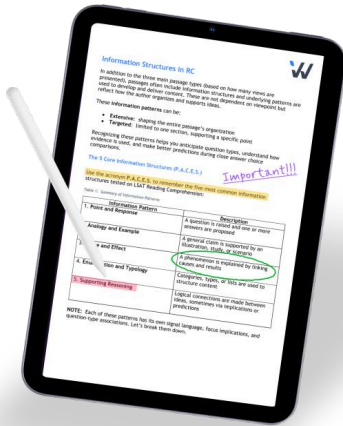 W
Information Structures in RC
In addition to the three main passage types (based on how many views are
presented), passages often include information structures and underlying patterns are
used to develop and deliver content. These are not dependent on viewpoint but
reflect how the author organizes and supports ideas.
These information patterns can be:
• Extensive: shaping the entire passage's organization
• Targeted: limited to one section, supporting a specific point
Recognizing these patterns helps you anticipate question types, understand how
evidence is used, and make better predictions during close answer choice
comparisons.
Important!!!
The 5 Core Information Structures (P.A.C.E.S.)
Use the acronym P.A.C.E.S. to remember the five most common information
structures tested on LSAT Reading Comprehension:
Table 1: Summary of Information Patterns
Information Pattern Description
1. Point and Response A question is raised and one or more
answers are proposed
Analogy and Example A general claim is supported by an
illustration, study, or scenario
and Effect A phenomenon is explained by linking
causes and results
4. and Typology Categories, types, or lists are used to
structure content
5. Supporting Reasoning Logical connections are made between
ideas, sometimes via implications or
predictions
NOTE: Each of these patterns has its own signal language, focus implications, and
question-type associations. Let's break them down.